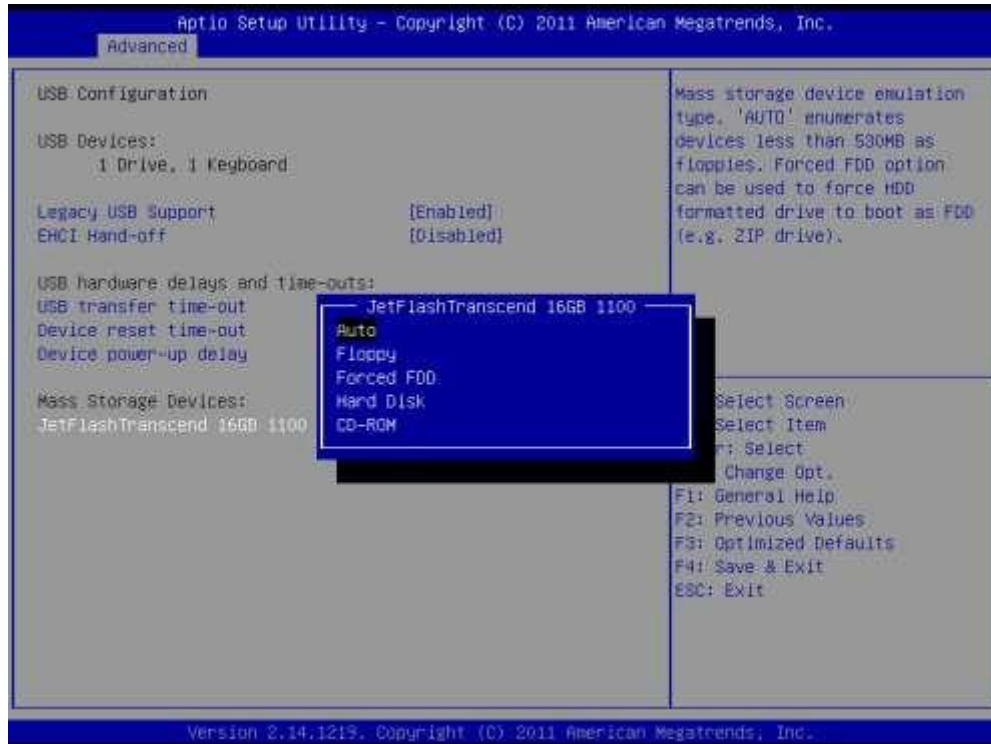 Aptio Setup Utility – Copyright (C) 2011 American Megatrends, Inc.
Advanced
USB Configuration
USB Devices:
1 Drive, 1 Keyboard
Legacy USB Support [Enabled]
EHCI Hand-off [Disabled]
USB hardware delays and time-outs:
USB transfer time-out
Device reset time-out
Device power-up delay
Mass Storage Devices:
JetFlashTranscend 16GB 1100
JetFlashTranscend 16GB 1100
Auto
Floppy
Forced FDD
Hard Disk
CD-ROM
Mass storage device emulation
type. 'AUTO' enumerates
devices less than 530MB as
floppies. Forced FDD option
can be used to force HDD
formatted drive to boot as FDD
(e.g. ZIP drive).
Select Screen
Select Item
r: Select
Change Opt.
F1: General Help
F2: Previous Values
F3: Optimized Defaults
F4: Save & Exit
ESC: Exit
Version 2.14.1219. Copyright (C) 2011 American Megatrends, Inc.